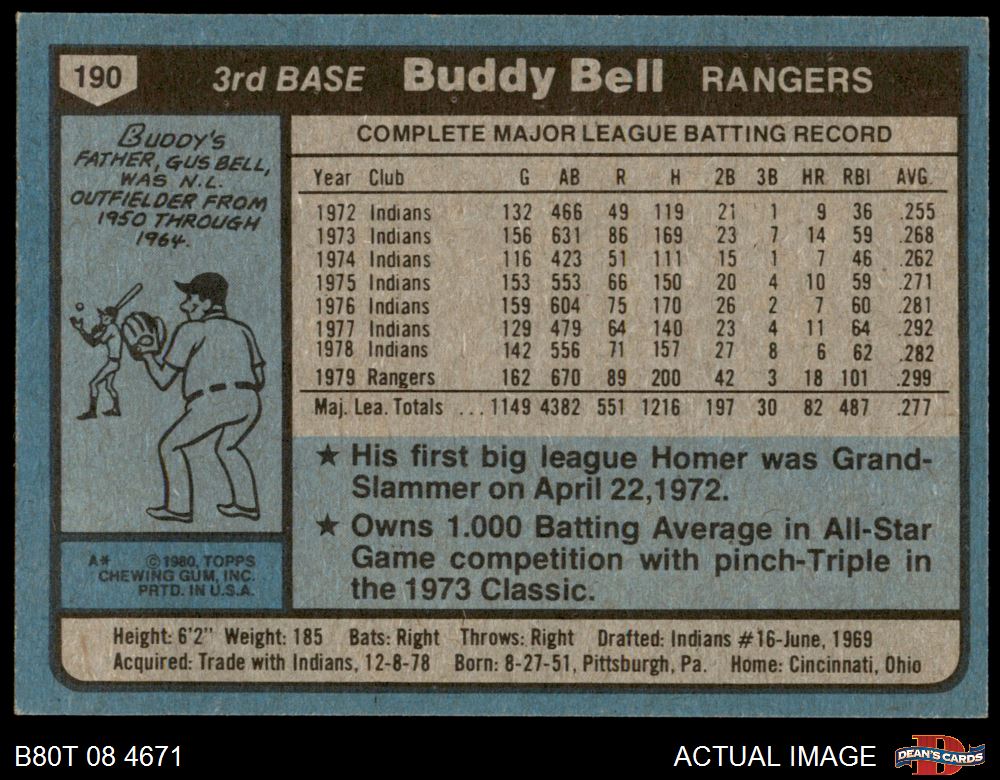 190 3rd BASE Buddy Bell RANGERS
BUDDY'S
FATHER, GUS BELL,
WAS N.L.
OUTFIELDER FROM
1950 THROUGH
1964.
COMPLETE MAJOR LEAGUE BATTING RECORD
Year Club G AB R H 2B 3B HR RBI AVG.
1972 Indians 132 466 49 119 21 1 9 36 .255
1973 Indians 156 631 86 169 23 7 14 59 .268
1974 Indians 116 423 51 111 15 1 7 46 .262
1975 Indians 153 553 66 150 20 4 10 59 .271
1976 Indians 159 604 75 170 26 2 7 60 .281
1977 Indians 129 479 64 140 23 4 11 64 .292
1978 Indians 142 556 71 157 27 8 6 62 .282
1979 Rangers 162 670 89 200 42 3 18 101 .299
Maj. Lea. Totals ...1149 4382 551 1216 197 30 82 487 .277
★ His first big league Homer was Grand-
Slammer on April 22,1972.
★ Owns 1.000 Batting Average in All-Star
Game competition with pinch-Triple in
the 1973 Classic.
A* ©1980, TOPPS
CHEWING GUM, INC.
PRTD. IN U.S.A.
Height: 6'2" Weight: 185 Bats: Right Throws: Right Drafted: Indians #16-June, 1969
Acquired: Trade with Indians, 12-8-78 Born: 8-27-51, Pittsburgh, Pa. Home: Cincinnati, Ohio
B80T 08 4671
ACTUAL IMAGE
DEAN'S CARDS